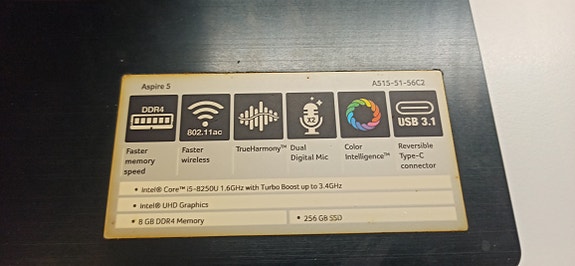 Aspire 5 A515-51-56C2
DDR4
802.11ac
X2
USB 3.1
Faster memory speed
Faster wireless
TrueHarmony™
Dual Digital Mic
Color Intelligence™
Reversible Type-C connector
• Intel® Core™ i5-8250U 1.6GHz with Turbo Boost up to 3.4GHz
• Intel® UHD Graphics
• 8 GB DDR4 Memory • 256 GB SSD